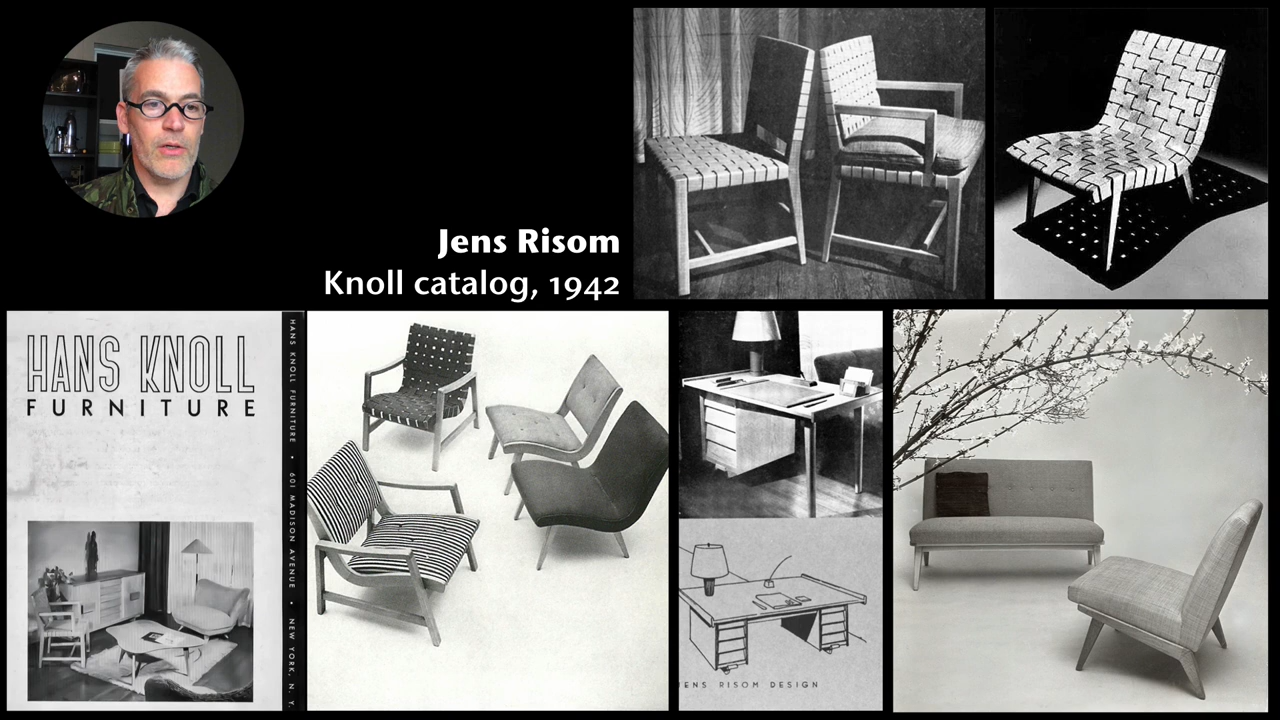 Jens Risom
Knoll catalog, 1942
HANS KNOLL
FURNITURE
HANS KNOLL FURNITURE • 601 MADISON AVENUE • NEW YORK, N. Y.
JENS RISOM DESIGN